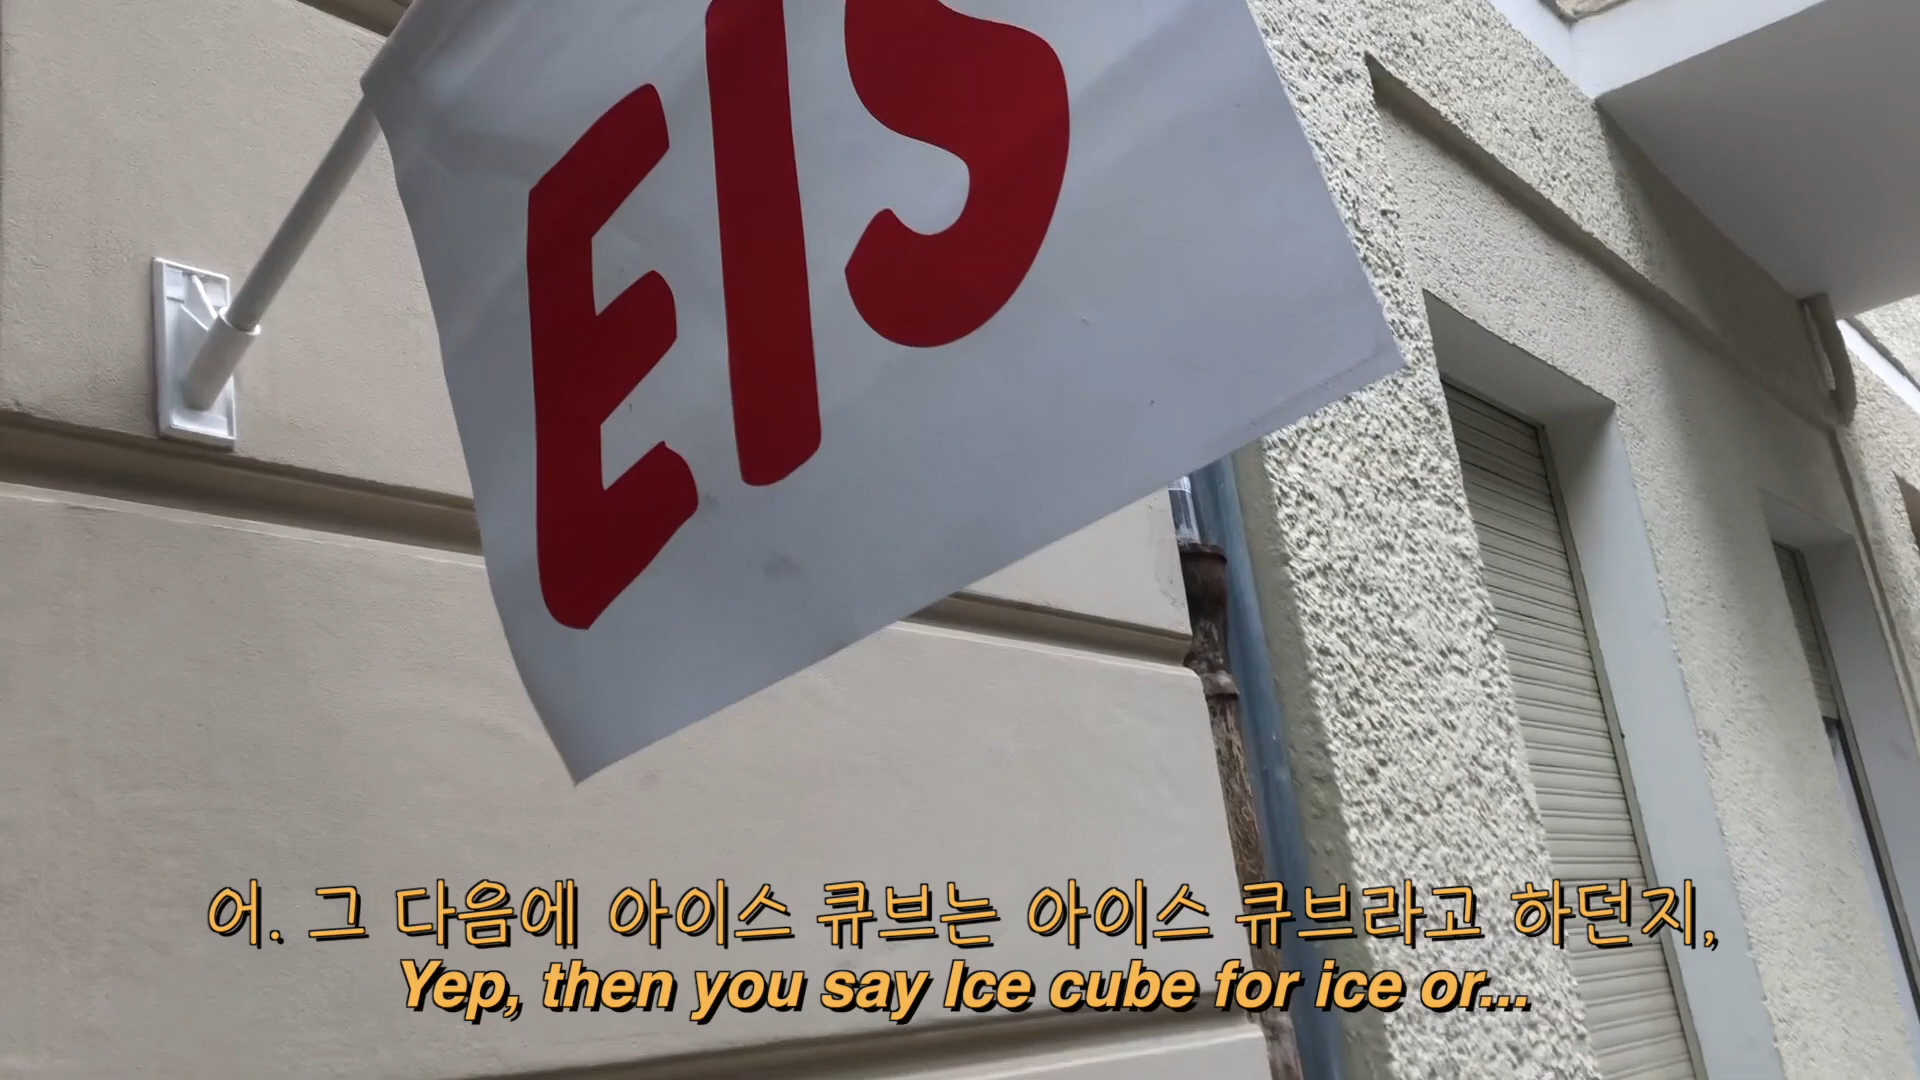 EIS
어. 그 다음에 아이스 큐브는 아이스 큐브라고 하던지,
Yep, then you say Ice cube for ice or...